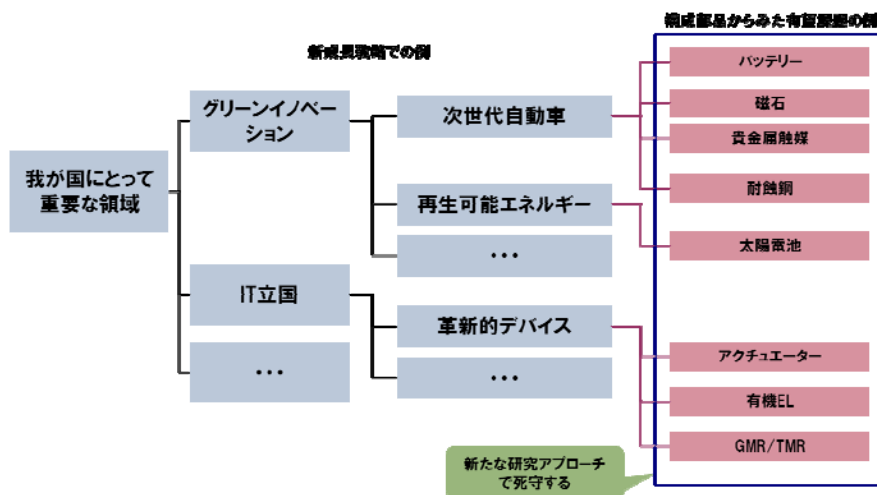 構成部品からみた有望課題の例
新成長戦略での例
バッテリー
グリーンイノベー
ション
次世代自動車
磁石
貴金属触媒
我が国にとって
重要な領域
耐蝕鋼
再生可能エネルギー
太陽電池
・・・
IT立国
革新的デバイス
アクチュエーター
・・・
・・・
有機EL
GMR/TMR
新たな研究アプローチ
で死守する